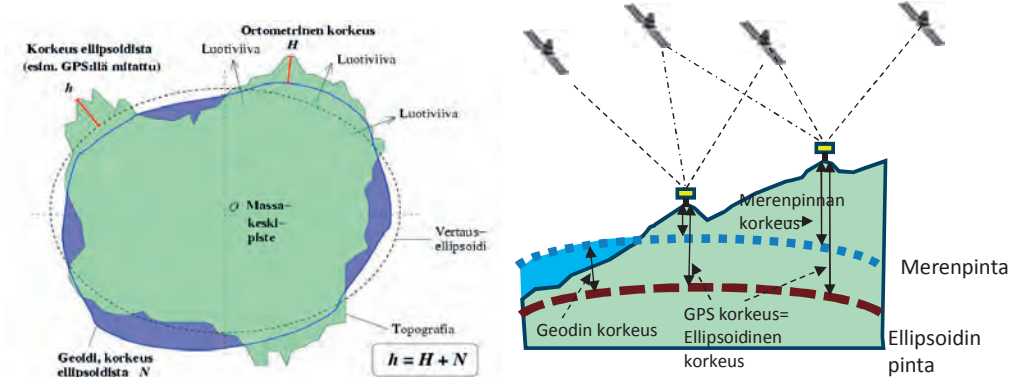 Ortometrinen korkeus
H
Korkeus ellipsoidista
(esim. GPS:llä mitattu)
h
Luotiviiva
Luotiviiva
Luotiviiva
O Massa-
keski-
piste
Vertaus-
ellipsoidi
Topografia
Geoidi, korkeus
ellipsoidista N
h = H + N
Merenpinnan
korkeus
Merenpinta
Geodin korkeus
GPS korkeus=
Ellipsoidinen
korkeus
Ellipsoidin
pinta